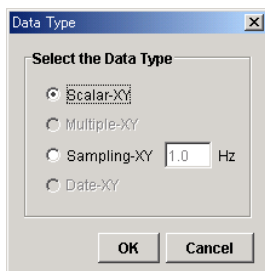 Data Type
Select the Data Type
Scalar-XY
Multiple-XY
Sampling-XY 1.0 Hz
Date-XY
OK Cancel